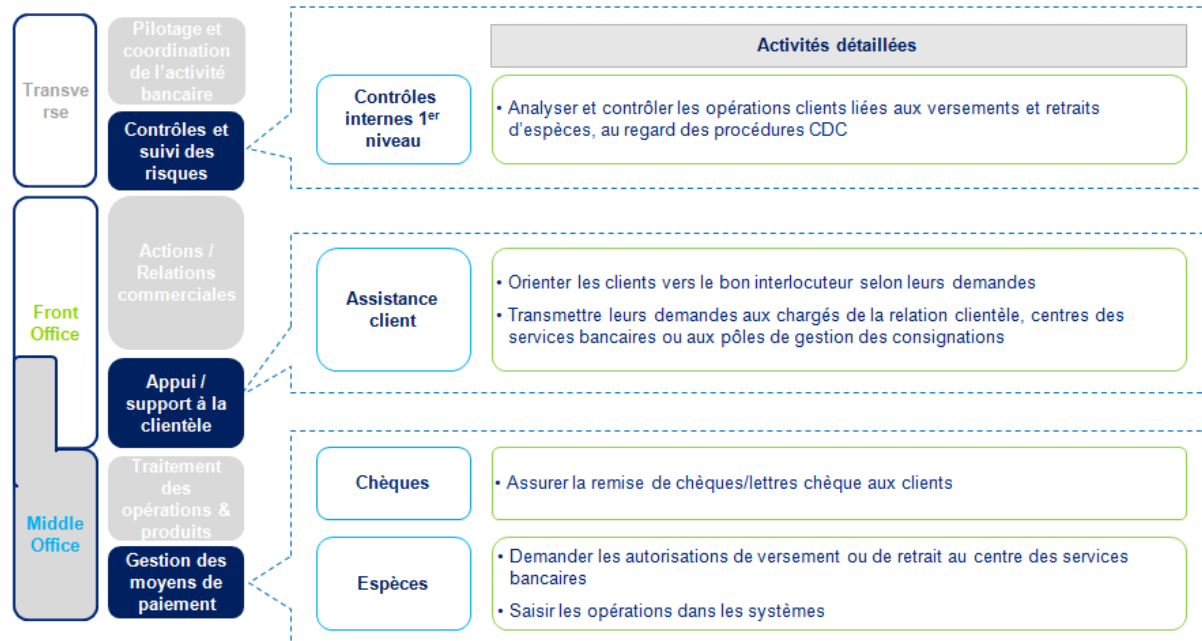 Transve
rse
Pilotage et
coordination
de l'activité
bancaire
Contrôles et
suivi des
risques
Activités détaillées
Contrôles
internes 1er
niveau
• Analyser et contrôler les opérations clients liées aux versements et retraits
d'espèces, au regard des procédures CDC
Front
Office
Actions /
Relations
commerciales
Appui /
support à la
clientèle
Assistance
client
• Orienter les clients vers le bon interlocuteur selon leurs demandes
• Transmettre leurs demandes aux chargés de la relation clientèle, centres des
services bancaires ou aux pôles de gestion des consignations
Middle
Office
Traitement
des
opérations &
produits
Gestion des
moyens de
paiement
Chèques
• Assurer la remise de chèques/lettres chèque aux clients
Espèces
• Demander les autorisations de versement ou de retrait au centre des services
bancaires
• Saisir les opérations dans les systèmes